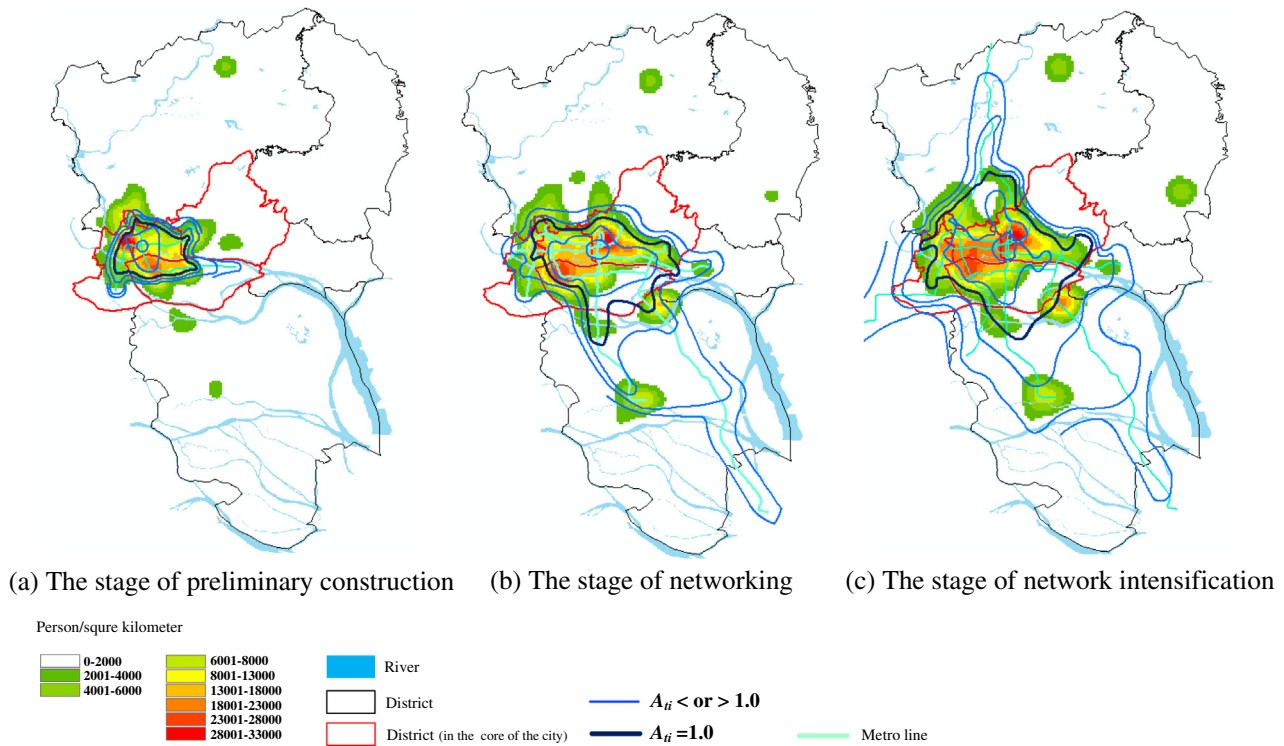 (a) The stage of preliminary construction (b) The stage of networking (c) The stage of network intensification
Person/squre kilometer
0-2000
2001-4000
4001-6000
6001-8000
8001-13000
13001-18000
18001-23000
23001-28000
28001-33000
River
District
District (in the core of the city)
A_ti < or > 1.0
A_ti =1.0
Metro line